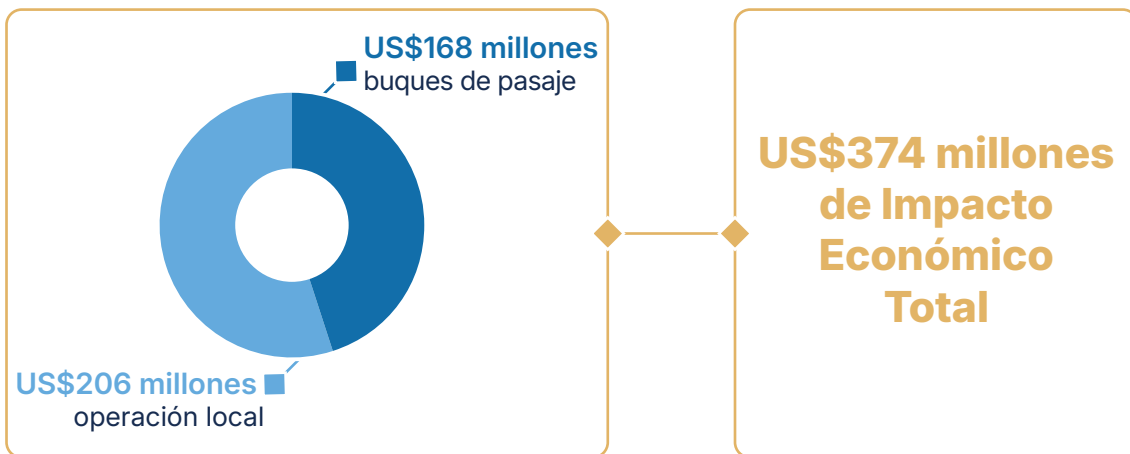 US$168 millones
buques de pasaje
US$206 millones
operación local
US$374 millones
de Impacto
Económico
Total